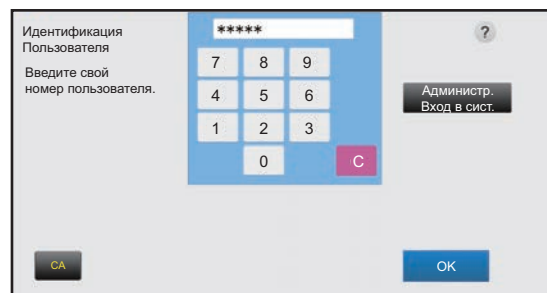 Идентификация
Пользователя
Введите свой
номер пользователя.
*****
7 8 9
4 5 6
1 2 3
0 C
?
Администр.
Вход в сист.
CA
OK